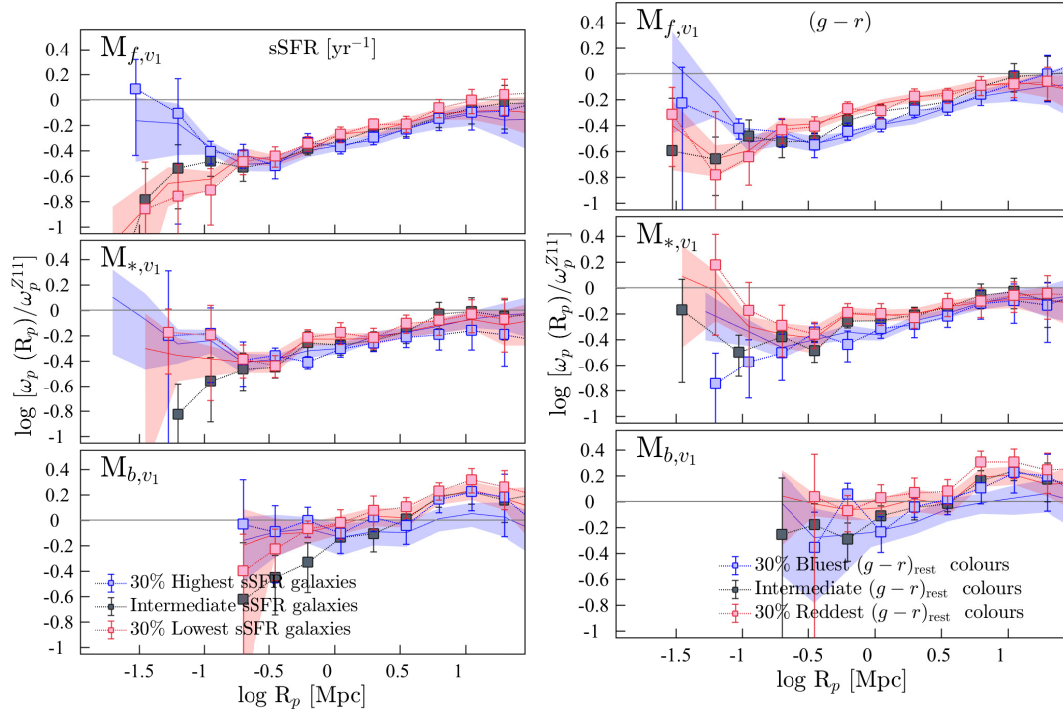 M_{f,v_1} sSFR [yr^{−1}]
0.4
0.2
0
-0.2
-0.4
-0.6
-0.8
-1
M_{*,v_1}
0.4
0.2
0
-0.2
-0.4
-0.6
-0.8
-1
M_{b,v_1}
0.4
0.2
0
-0.2
-0.4
-0.6
-0.8
-1
30% Highest sSFR galaxies
Intermediate sSFR galaxies
30% Lowest sSFR galaxies
log [ω_p (R_p)/ω_p^{Z11}]
-1.5 -1 -0.5 0 0.5 1
log R_p [Mpc]
M_{f,v_1} (g − r)
0.4
0.2
0
-0.2
-0.4
-0.6
-0.8
-1
M_{*,v_1}
0.4
0.2
0
-0.2
-0.4
-0.6
-0.8
-1
M_{b,v_1}
0.4
0.2
0
-0.2
-0.4
-0.6
-0.8
-1
30% Bluest (g − r)_{rest} colours
Intermediate (g − r)_{rest} colours
30% Reddest (g − r)_{rest} colours
log [ω_p (R_p)/ω_p^{Z11}]
-1.5 -1 -0.5 0 0.5 1
log R_p [Mpc]